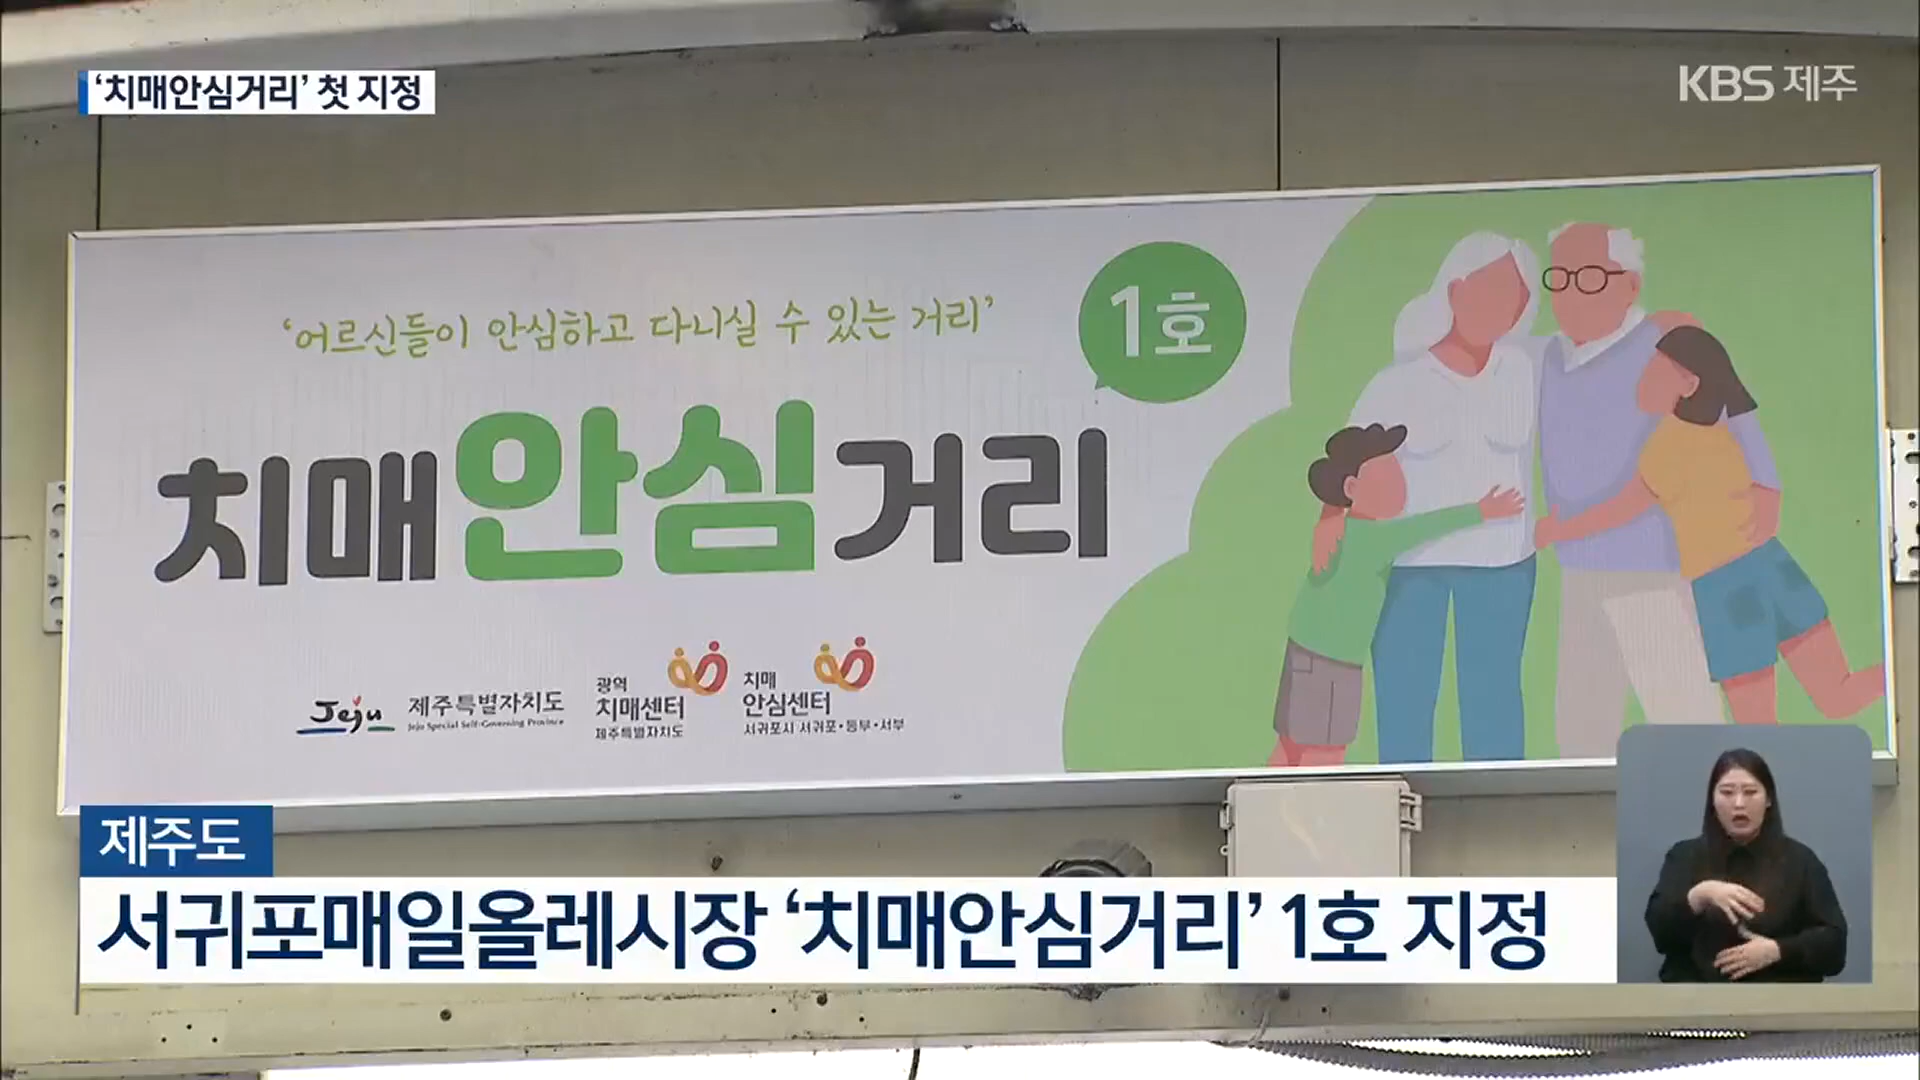 ‘치매안심거리’ 첫 지정
KBS 제주
‘어르신들이 안심하고 다니실 수 있는 거리’
1호
치매안심거리
Jeju 제주특별자치도
Jeju Special Self-Governing Province
광역
치매센터
제주특별자치도
치매
안심센터
서귀포시 서귀포·동부·서부
제주도
서귀포매일올레시장 ‘치매안심거리’ 1호 지정